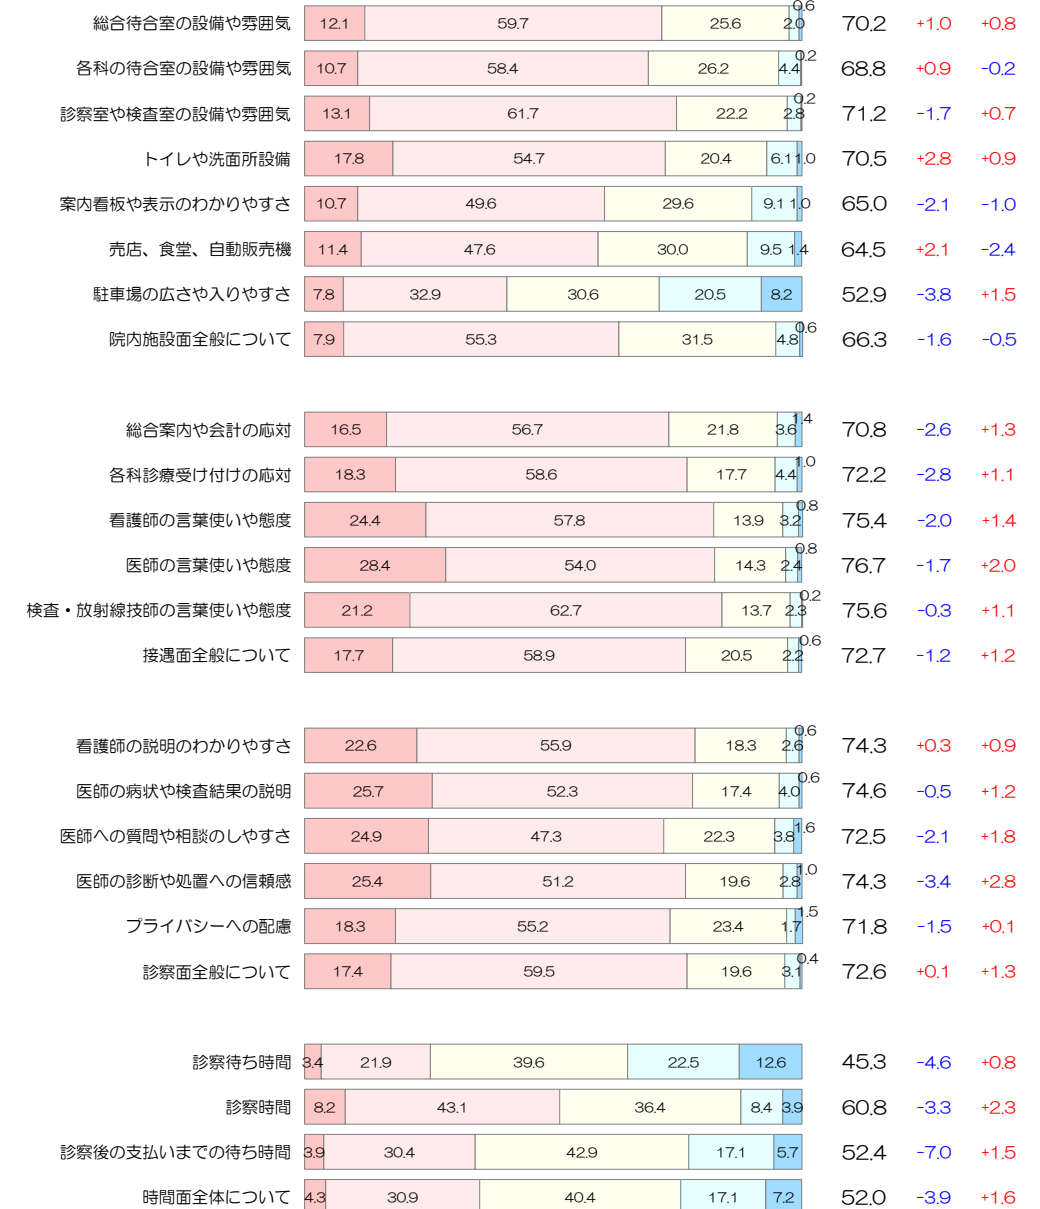 総合待合室の設備や雰囲気 12.1 59.7 25.6 2.0 0.6 70.2 +1.0 +0.8
各科の待合室の設備や雰囲気 10.7 58.4 26.2 4.4 0.2 68.8 +0.9 -0.2
診察室や検査室の設備や雰囲気 13.1 61.7 22.2 2.8 0.2 71.2 -1.7 +0.7
トイレや洗面所設備 17.8 54.7 20.4 6.1 1.0 70.5 +2.8 +0.9
案内看板や表示のわかりやすさ 10.7 49.6 29.6 9.1 1.0 65.0 -2.1 -1.0
売店、食堂、自動販売機 11.4 47.6 30.0 9.5 1.4 64.5 +2.1 -2.4
駐車場の広さや入りやすさ 7.8 32.9 30.6 20.5 8.2 52.9 -3.8 +1.5
院内施設面全般について 7.9 55.3 31.5 4.8 0.6 66.3 -1.6 -0.5
総合案内や会計の応対 16.5 56.7 21.8 3.6 1.4 70.8 -2.6 +1.3
各科診療受け付けの応対 18.3 58.6 17.7 4.4 1.0 72.2 -2.8 +1.1
看護師の言葉使いや態度 24.4 57.8 13.9 3.2 0.8 75.4 -2.0 +1.4
医師の言葉使いや態度 28.4 54.0 14.3 2.4 0.8 76.7 -1.7 +2.0
検査・放射線技師の言葉使いや態度 21.2 62.7 13.7 2.3 0.2 75.6 -0.3 +1.1
接遇面全般について 17.7 58.9 20.5 2.2 0.6 72.7 -1.2 +1.2
看護師の説明のわかりやすさ 22.6 55.9 18.3 2.6 0.6 74.3 +0.3 +0.9
医師の病状や検査結果の説明 25.7 52.3 17.4 4.0 0.6 74.6 -0.5 +1.2
医師への質問や相談のしやすさ 24.9 47.3 22.3 3.8 1.6 72.5 -2.1 +1.8
医師の診断や処置への信頼感 25.4 51.2 19.6 2.8 1.0 74.3 -3.4 +2.8
プライバシーへの配慮 18.3 55.2 23.4 1.7 1.5 71.8 -1.5 +0.1
診察面全般について 17.4 59.5 19.6 3.1 0.4 72.6 +0.1 +1.3
診察待ち時間 3.4 21.9 39.6 22.5 12.6 45.3 -4.6 +0.8
診察時間 8.2 43.1 36.4 8.4 3.9 60.8 -3.3 +2.3
診察後の支払いまでの待ち時間 3.9 30.4 42.9 17.1 5.7 52.4 -7.0 +1.5
時間面全体について 4.3 30.9 40.4 17.1 7.2 52.0 -3.9 +1.6